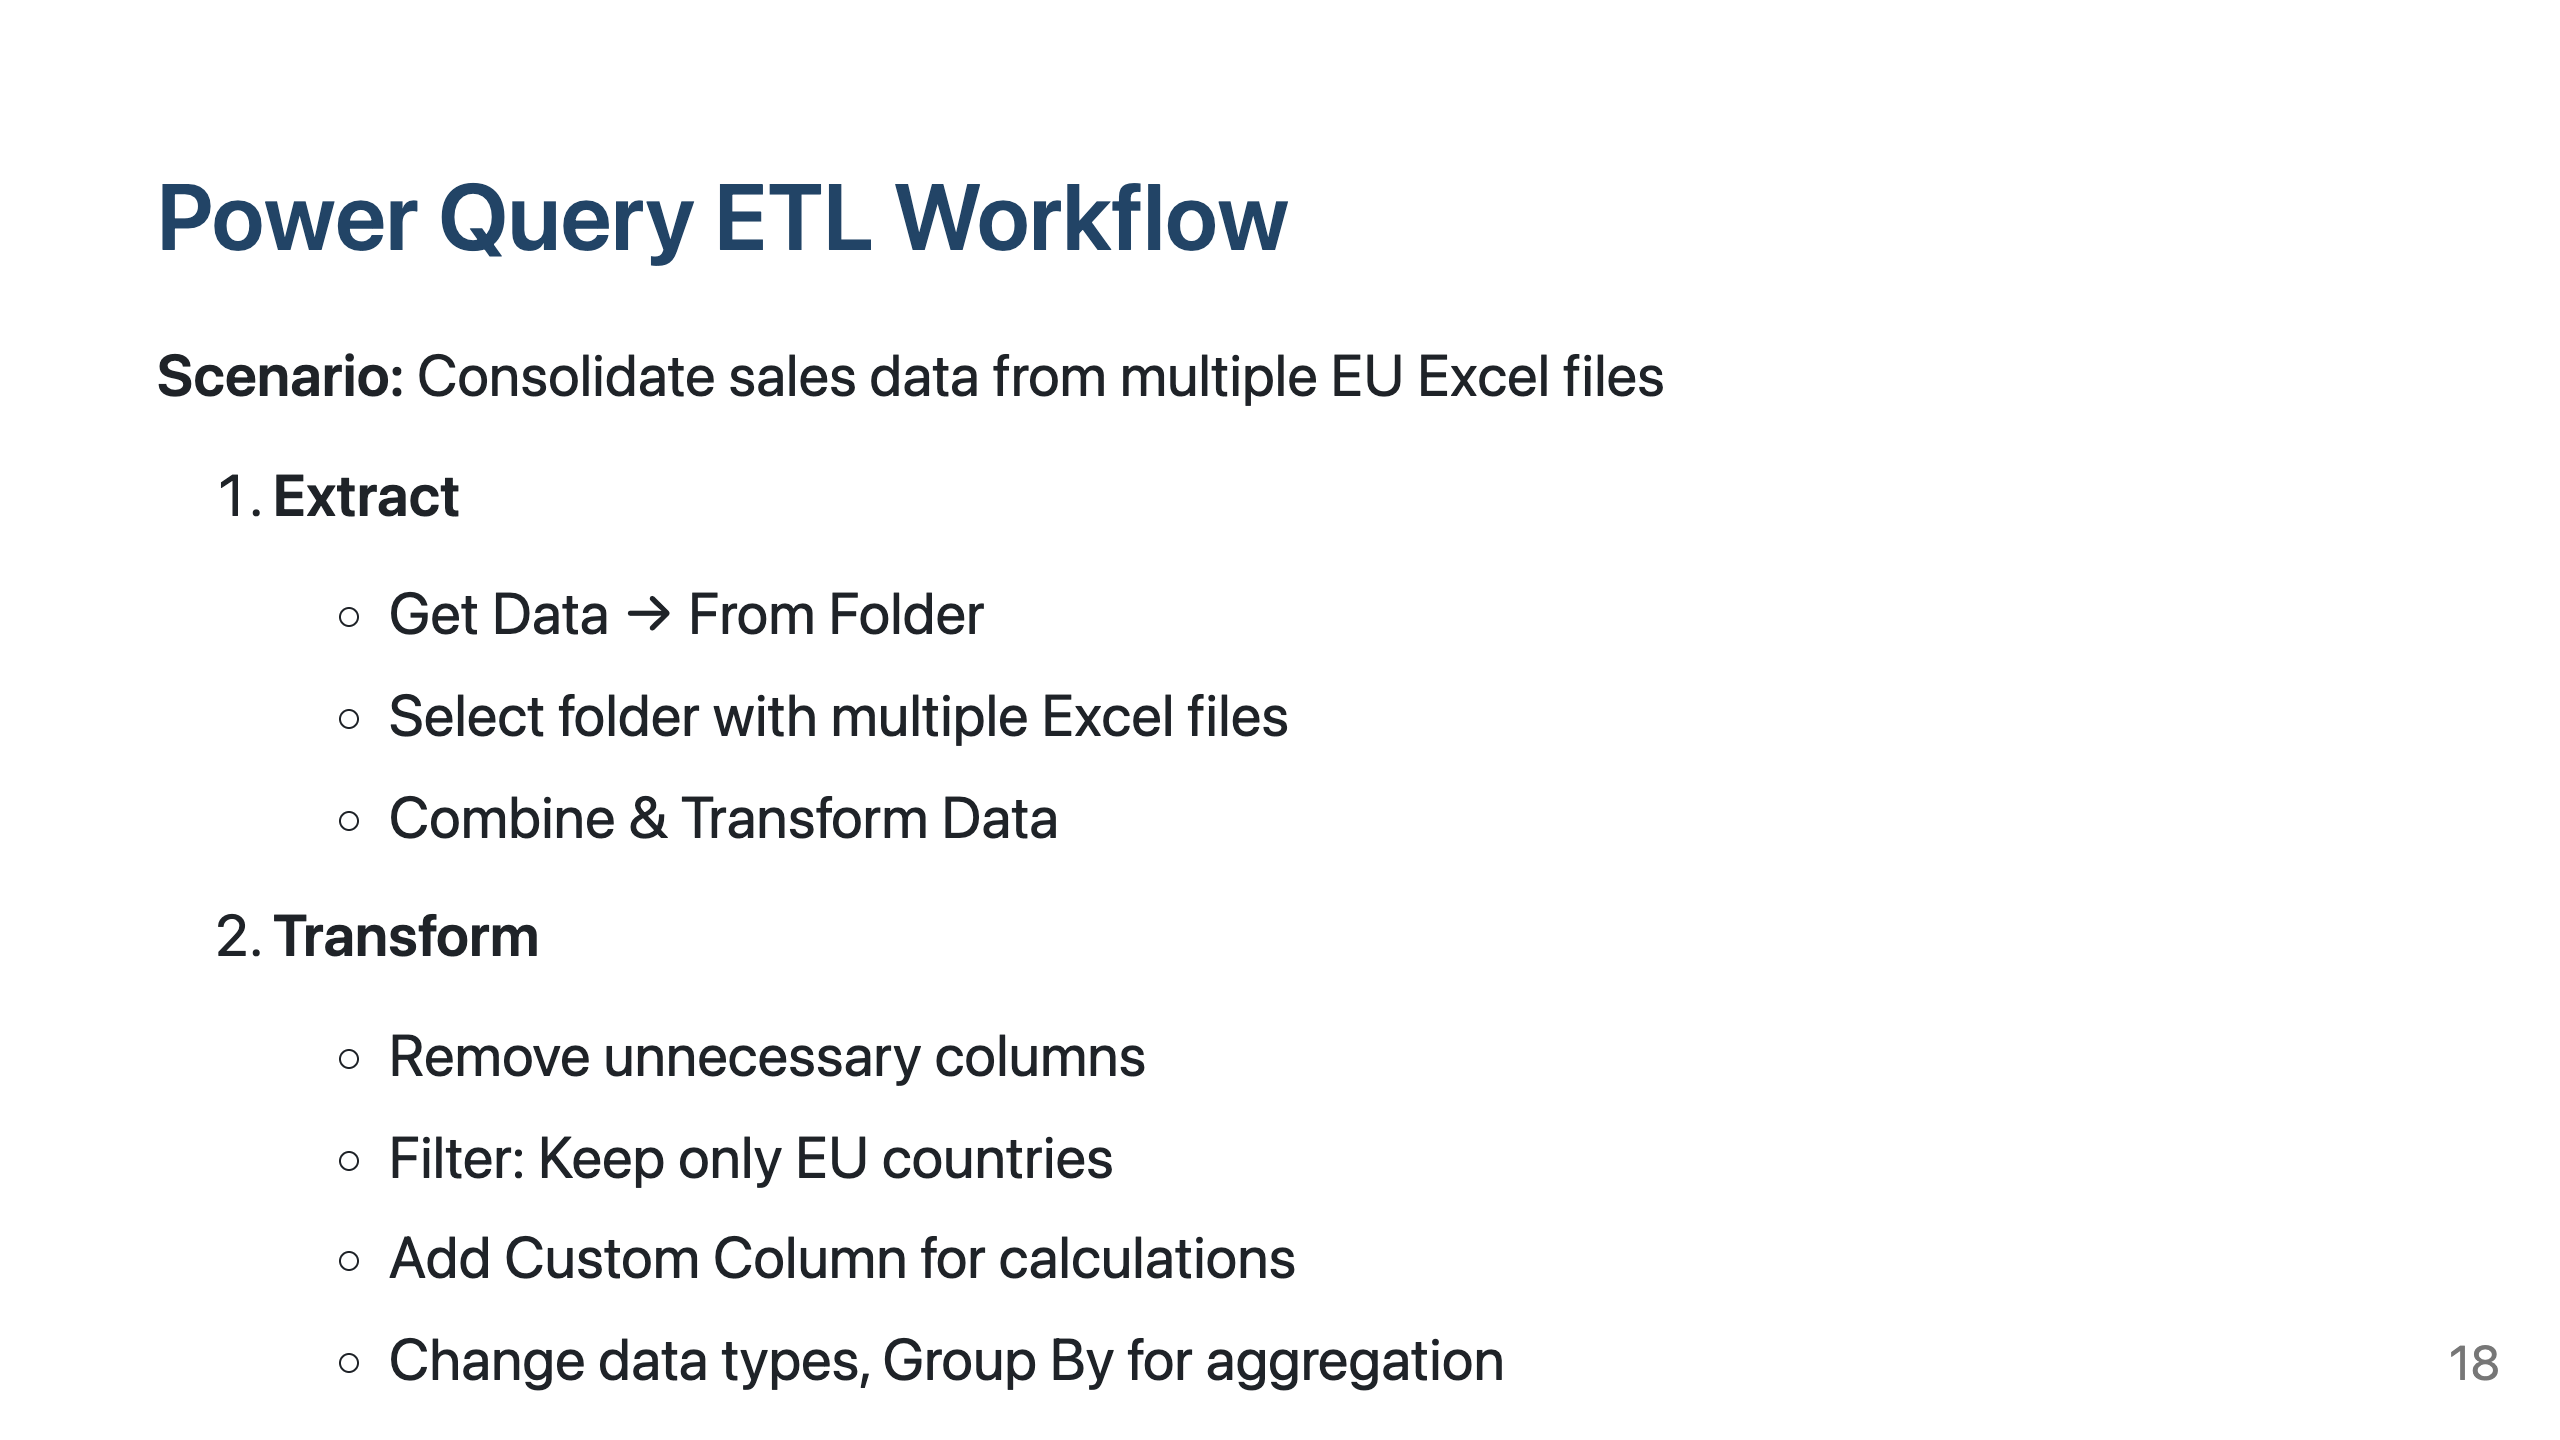 Power Query ETL Workflow
Scenario: Consolidate sales data from multiple EU Excel files
1. Extract
○ Get Data → From Folder
○ Select folder with multiple Excel files
○ Combine & Transform Data
2. Transform
○ Remove unnecessary columns
○ Filter: Keep only EU countries
○ Add Custom Column for calculations
○ Change data types, Group By for aggregation
18